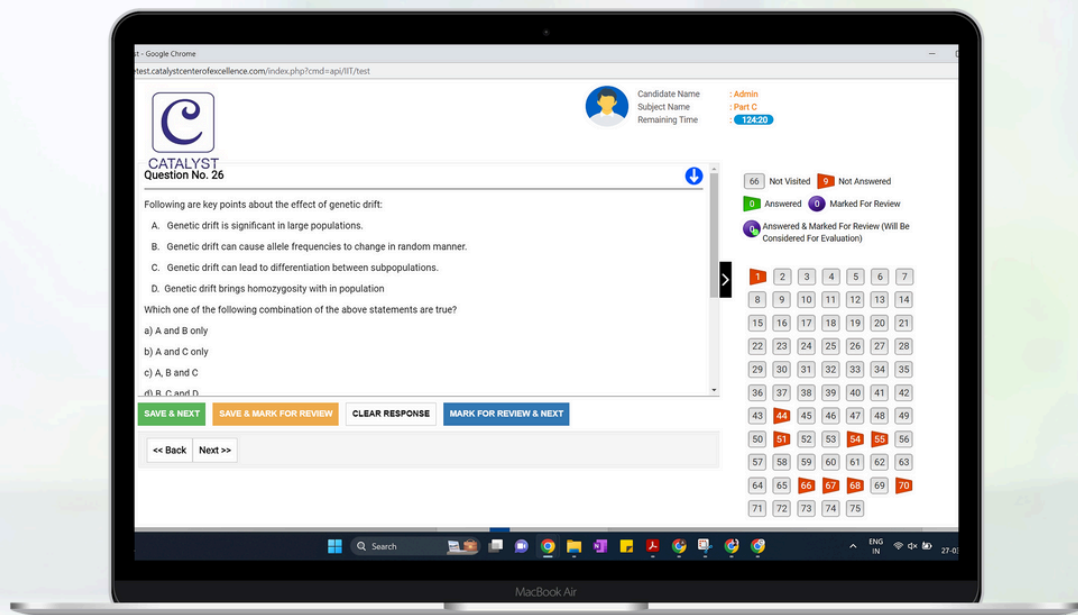 st - Google Chrome
etest.catalystcenterofexcellence.com/index.php?cmd=api/IIT/test
C
CATALYST
Candidate Name : Admin
Subject Name : Part C
Remaining Time : 124:20
Question No. 26
Following are key points about the effect of genetic drift:
A. Genetic drift is significant in large populations.
B. Genetic drift can cause allele frequencies to change in random manner.
C. Genetic drift can lead to differentiation between subpopulations.
D. Genetic drift brings homozygosity with in population
Which one of the following combination of the above statements are true?
a) A and B only
b) A and C only
c) A, B and C
d) B, C and D
SAVE & NEXT SAVE & MARK FOR REVIEW CLEAR RESPONSE MARK FOR REVIEW & NEXT
<< Back Next >>
66 Not Visited 9 Not Answered
0 Answered 0 Marked For Review
0 Answered & Marked For Review (Will Be
Considered For Evaluation)
1 2 3 4 5 6 7
8 9 10 11 12 13 14
15 16 17 18 19 20 21
22 23 24 25 26 27 28
29 30 31 32 33 34 35
36 37 38 39 40 41 42
43 44 45 46 47 48 49
50 51 52 53 54 55 56
57 58 59 60 61 62 63
64 65 66 67 68 69 70
71 72 73 74 75
Search
ENG
IN
27-03
MacBook Air